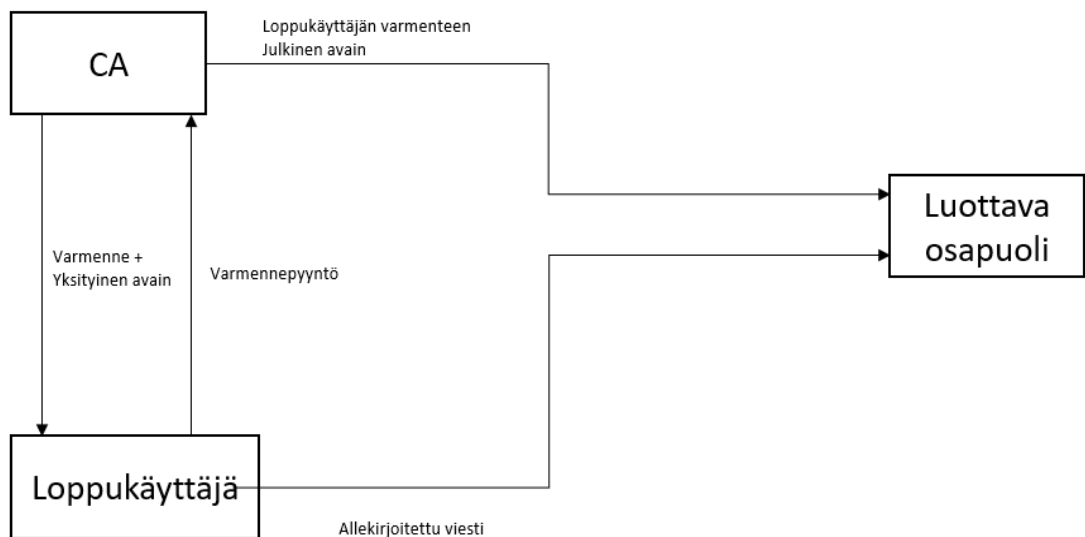 Loppukäyttäjän varmenteen
Julkinen avain
CA
Luottava
osapuoli
Varmenne +
Yksityinen avain
Varmennepyyntö
Loppukäyttäjä
Allekirjoitettu viesti